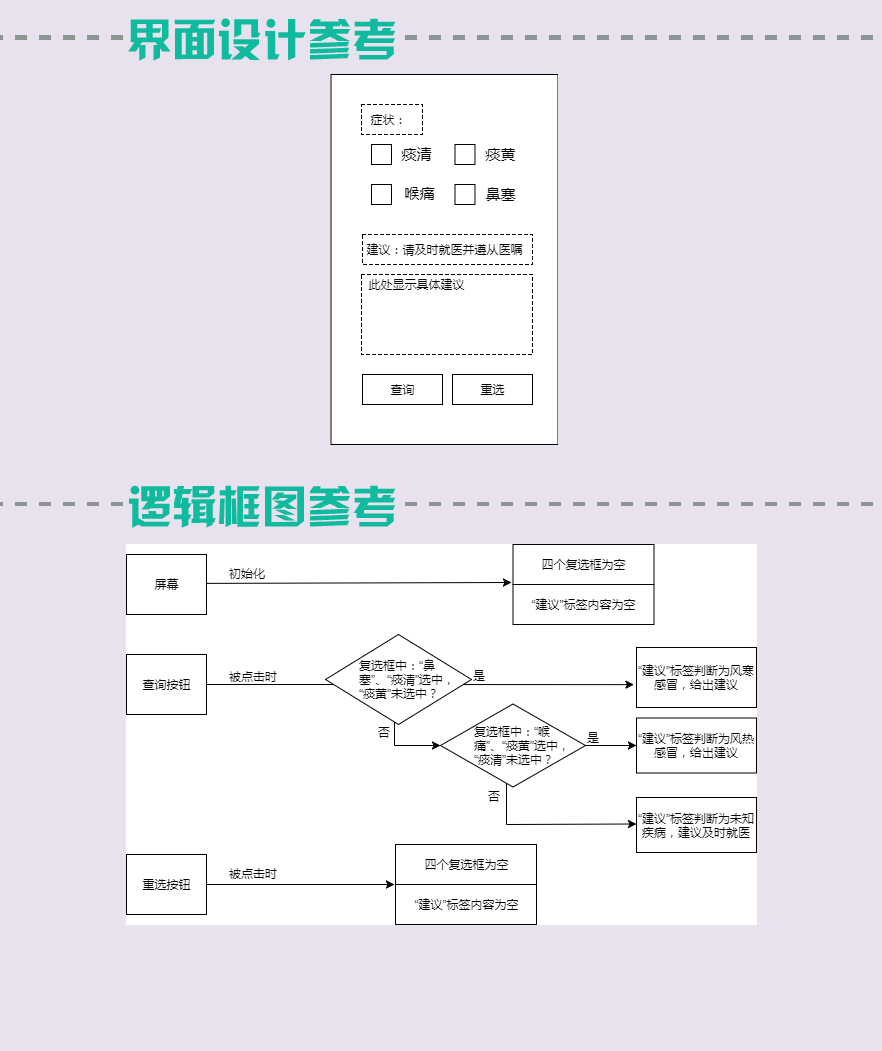 界面设计参考
症状：
痰清
痰黄
喉痛
鼻塞
建议：请及时就医并遵从医嘱
此处显示具体建议
查询
重选
逻辑框图参考
屏幕
初始化
四个复选框为空
“建议”标签内容为空
查询按钮
被点击时
复选框中：“鼻
塞”、“痰清”选中，
“痰黄”未选中？
是
“建议”标签判断为风寒
感冒，给出建议
否
复选框中：“喉
痛”、“痰黄”选中，
“痰清”未选中？
是
“建议”标签判断为风热
感冒，给出建议
否
“建议”标签判断为未知
疾病，建议及时就医
重选按钮
被点击时
四个复选框为空
“建议”标签内容为空